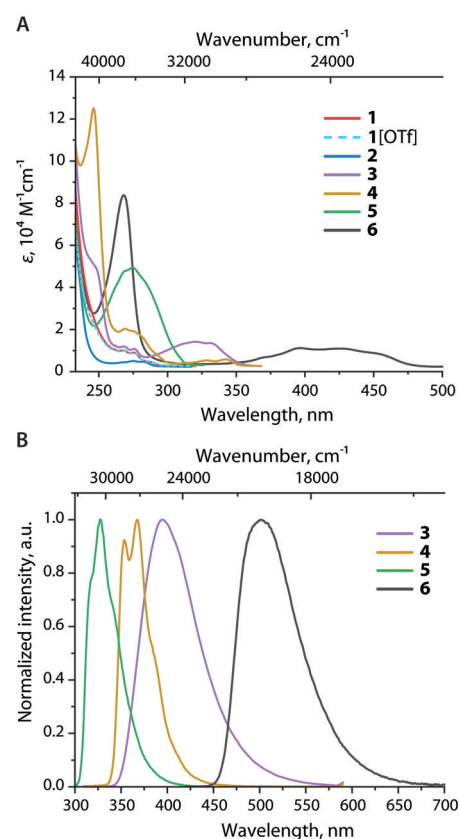 A
Wavenumber, cm-1
40000 32000 24000
14
12
10
8
6
4
2
0
ε, 10⁴ M⁻¹cm⁻¹
1
1[OTf]
2
3
4
5
6
250 300 350 400 450 500
Wavelength, nm
B
Wavenumber, cm⁻¹
30000 24000 18000
1.0
0.8
0.6
0.4
0.2
0.0
Normalized intensity, a.u.
3
4
5
6
300 350 400 450 500 550 600 650 700
Wavelength, nm